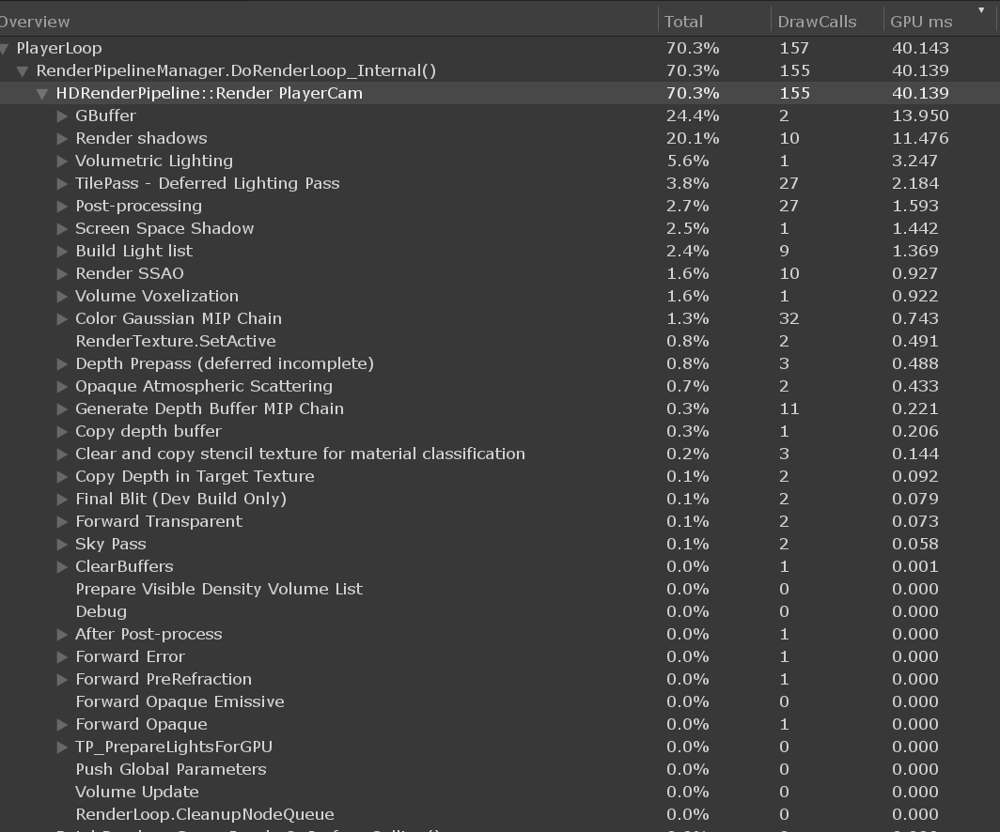 Overview Total DrawCalls GPU ms
PlayerLoop 70.3% 157 40.143
RenderPipelineManager.DoRenderLoop_Internal() 70.3% 155 40.139
HDRenderPipeline::Render PlayerCam 70.3% 155 40.139
GBuffer 24.4% 2 13.950
Render shadows 20.1% 10 11.476
Volumetric Lighting 5.6% 1 3.247
TilePass - Deferred Lighting Pass 3.8% 27 2.184
Post-processing 2.7% 27 1.593
Screen Space Shadow 2.5% 1 1.442
Build Light list 2.4% 9 1.369
Render SSAO 1.6% 10 0.927
Volume Voxelization 1.6% 1 0.922
Color Gaussian MIP Chain 1.3% 32 0.743
RenderTexture.SetActive 0.8% 2 0.491
Depth Prepass (deferred incomplete) 0.8% 3 0.488
Opaque Atmospheric Scattering 0.7% 2 0.433
Generate Depth Buffer MIP Chain 0.3% 11 0.221
Copy depth buffer 0.3% 1 0.206
Clear and copy stencil texture for material classification 0.2% 3 0.144
Copy Depth in Target Texture 0.1% 2 0.092
Final Blit (Dev Build Only) 0.1% 2 0.079
Forward Transparent 0.1% 2 0.073
Sky Pass 0.1% 2 0.058
ClearBuffers 0.0% 1 0.001
Prepare Visible Density Volume List 0.0% 0 0.000
Debug 0.0% 0 0.000
After Post-process 0.0% 1 0.000
Forward Error 0.0% 1 0.000
Forward PreRefraction 0.0% 1 0.000
Forward Opaque Emissive 0.0% 0 0.000
Forward Opaque 0.0% 1 0.000
TP_PrepareLightsForGPU 0.0% 0 0.000
Push Global Parameters 0.0% 0 0.000
Volume Update 0.0% 0 0.000
RenderLoop.CleanupNodeQueue 0.0% 0 0.000